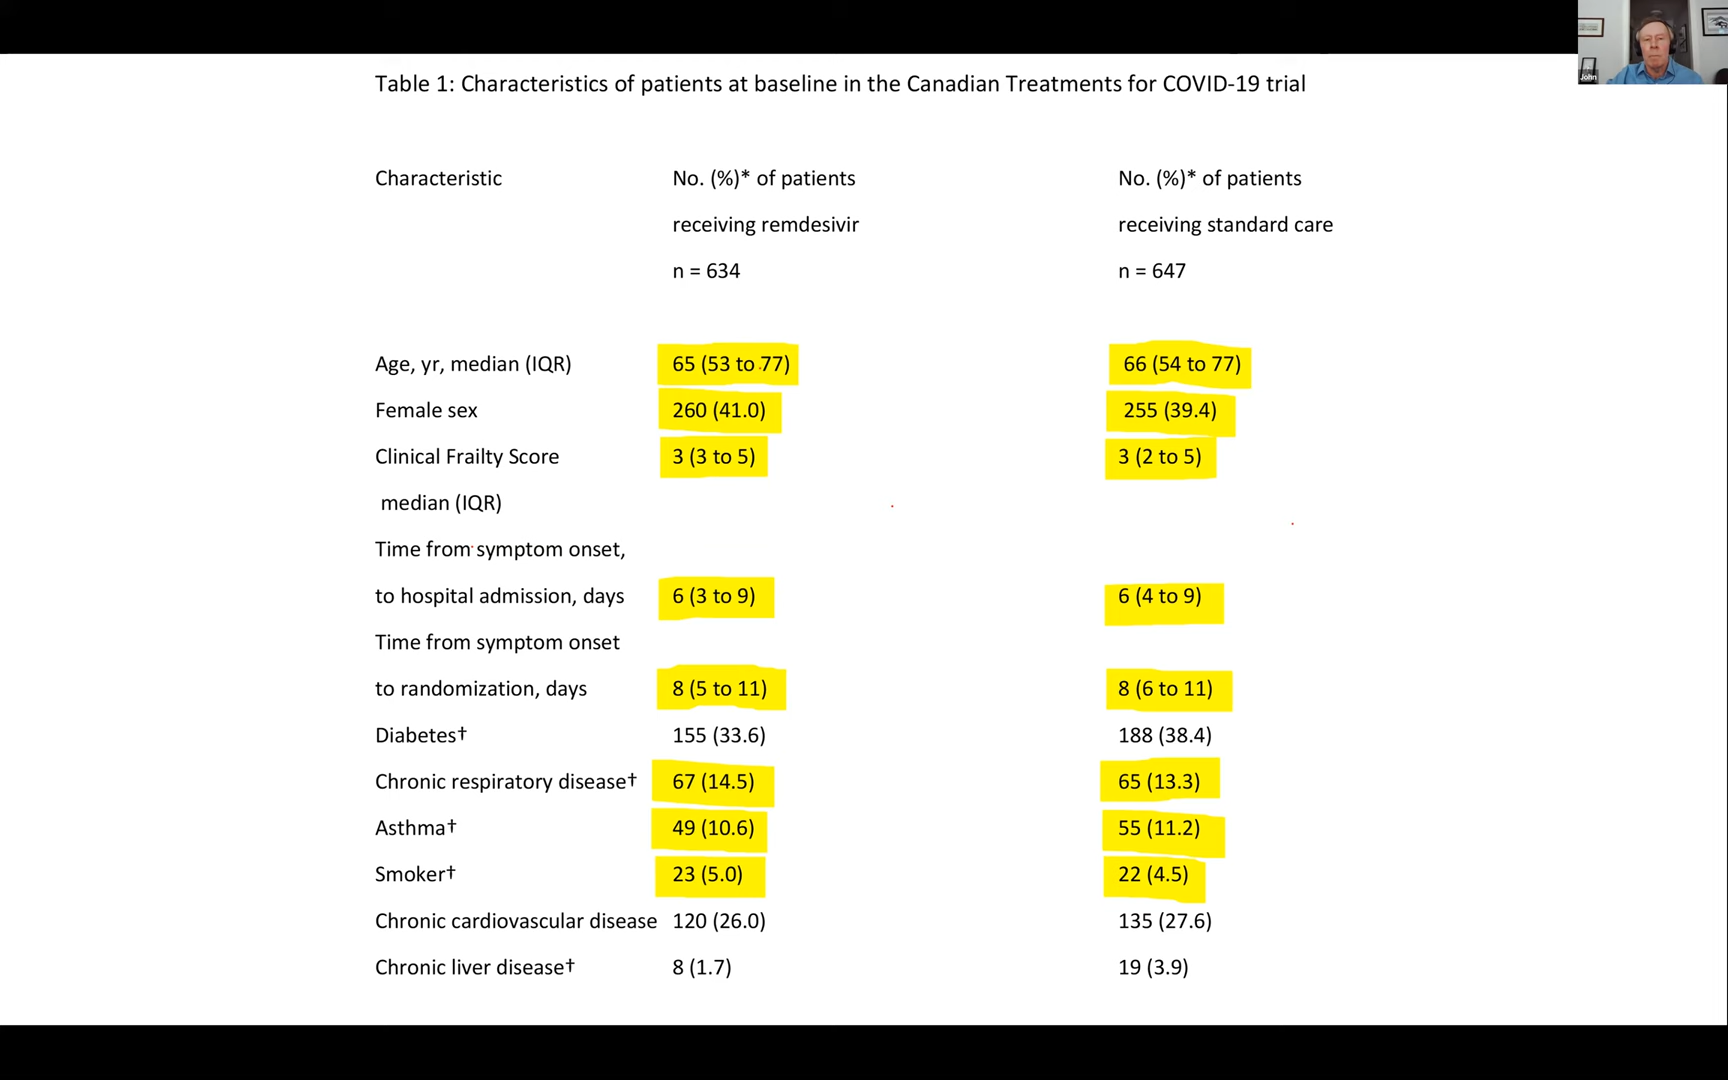 John
Table 1: Characteristics of patients at baseline in the Canadian Treatments for COVID-19 trial
Characteristic No. (%)* of patients No. (%)* of patients
receiving remdesivir receiving standard care
n = 634 n = 647
Age, yr, median (IQR) 65 (53 to 77) 66 (54 to 77)
Female sex 260 (41.0) 255 (39.4)
Clinical Frailty Score 3 (3 to 5) 3 (2 to 5)
median (IQR)
Time from symptom onset,
to hospital admission, days 6 (3 to 9) 6 (4 to 9)
Time from symptom onset
to randomization, days 8 (5 to 11) 8 (6 to 11)
Diabetes† 155 (33.6) 188 (38.4)
Chronic respiratory disease† 67 (14.5) 65 (13.3)
Asthma† 49 (10.6) 55 (11.2)
Smoker† 23 (5.0) 22 (4.5)
Chronic cardiovascular disease 120 (26.0) 135 (27.6)
Chronic liver disease† 8 (1.7) 19 (3.9)